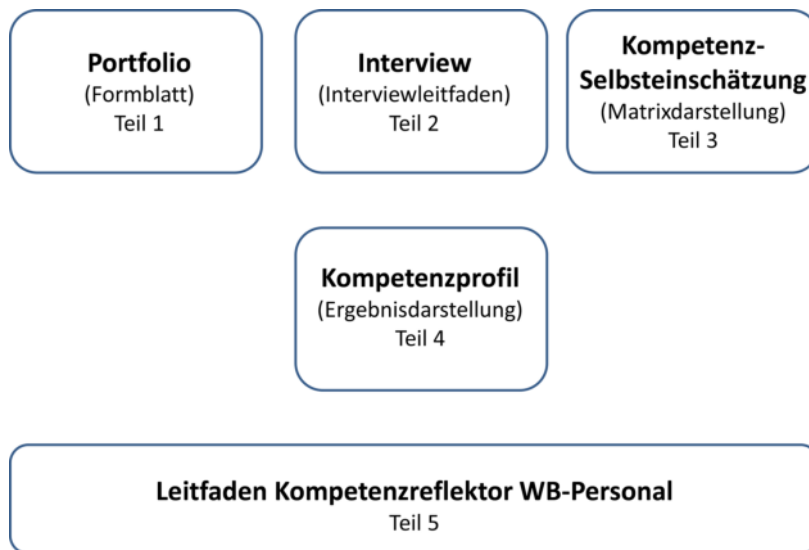 Portfolio
(Formblatt)
Teil 1
Interview
(Interviewleitfaden)
Teil 2
Kompetenz-
Selbsteinschätzung
(Matrixdarstellung)
Teil 3
Kompetenzprofil
(Ergebnisdarstellung)
Teil 4
Leitfaden Kompetenzreflektor WB-Personal
Teil 5